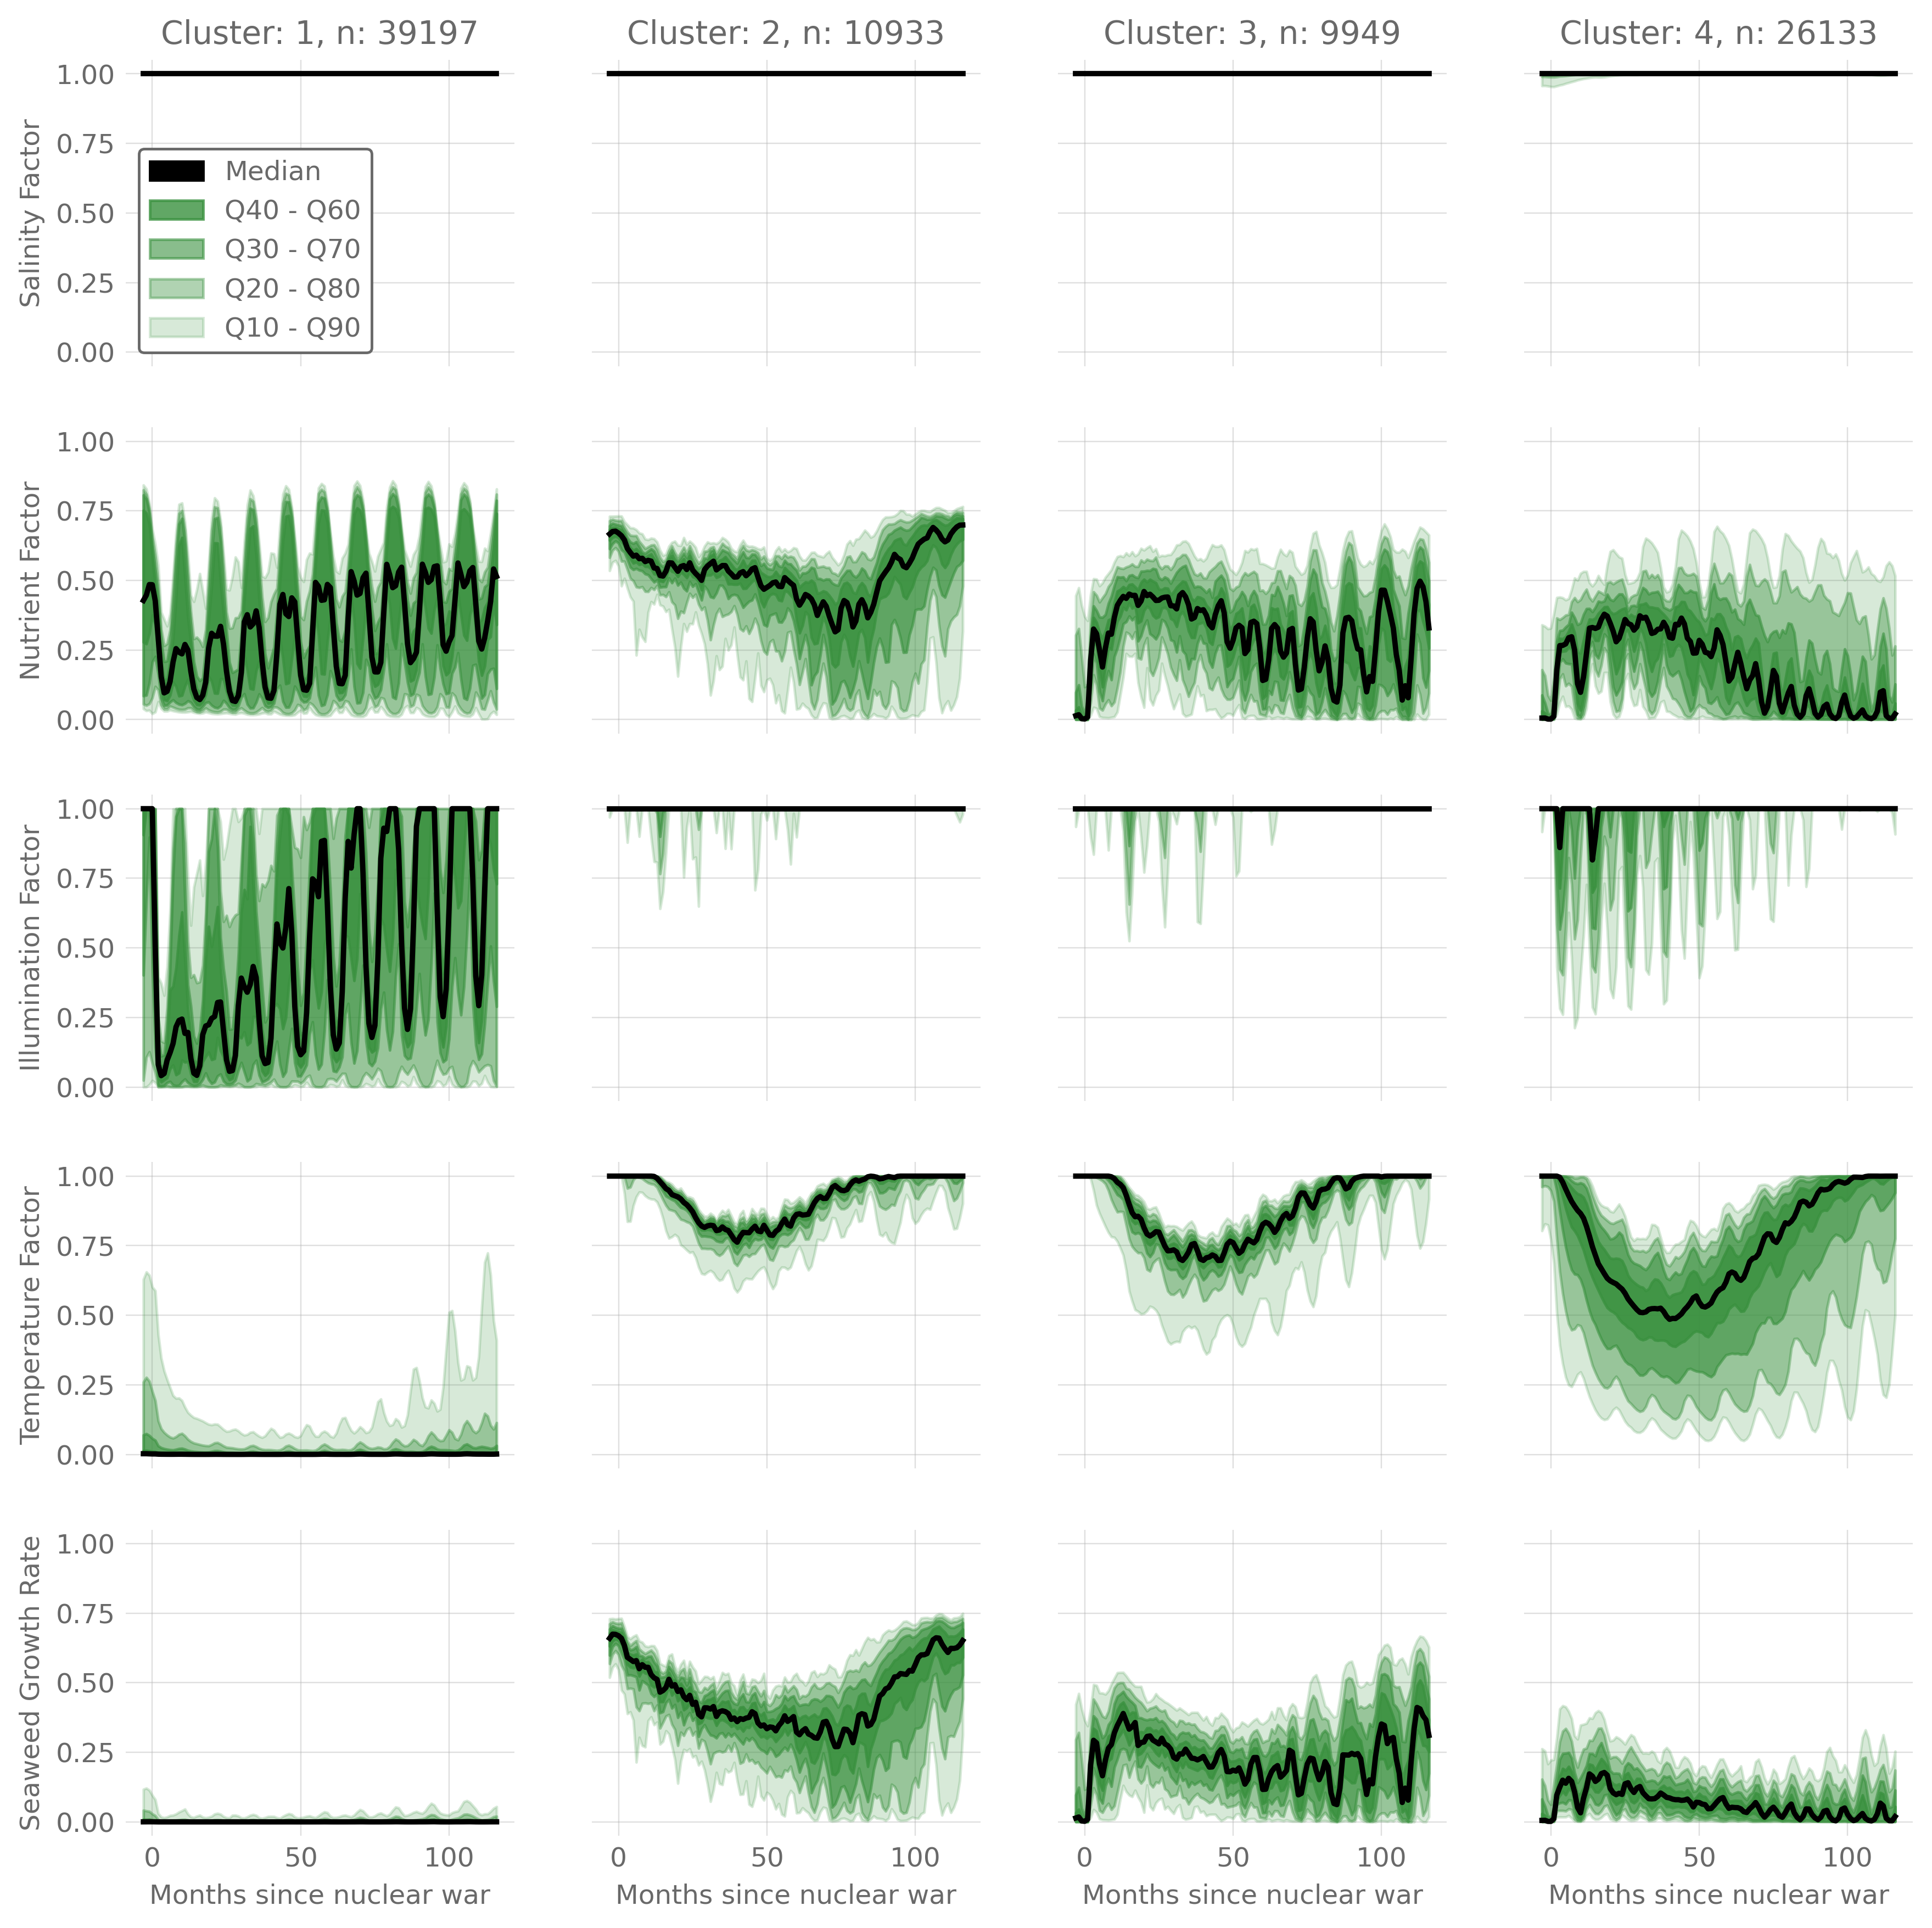 Cluster: 1, n: 39197
Cluster: 2, n: 10933
Cluster: 3, n: 9949
Cluster: 4, n: 26133
Salinity Factor
1.00
0.75
0.50
0.25
0.00
Median
Q40 - Q60
Q30 - Q70
Q20 - Q80
Q10 - Q90
Nutrient Factor
1.00
0.75
0.50
0.25
0.00
Illumination Factor
1.00
0.75
0.50
0.25
0.00
Temperature Factor
1.00
0.75
0.50
0.25
0.00
Seaweed Growth Rate
1.00
0.75
0.50
0.25
0.00
0 50 100
0 50 100
0 50 100
0 50 100
Months since nuclear war
Months since nuclear war
Months since nuclear war
Months since nuclear war